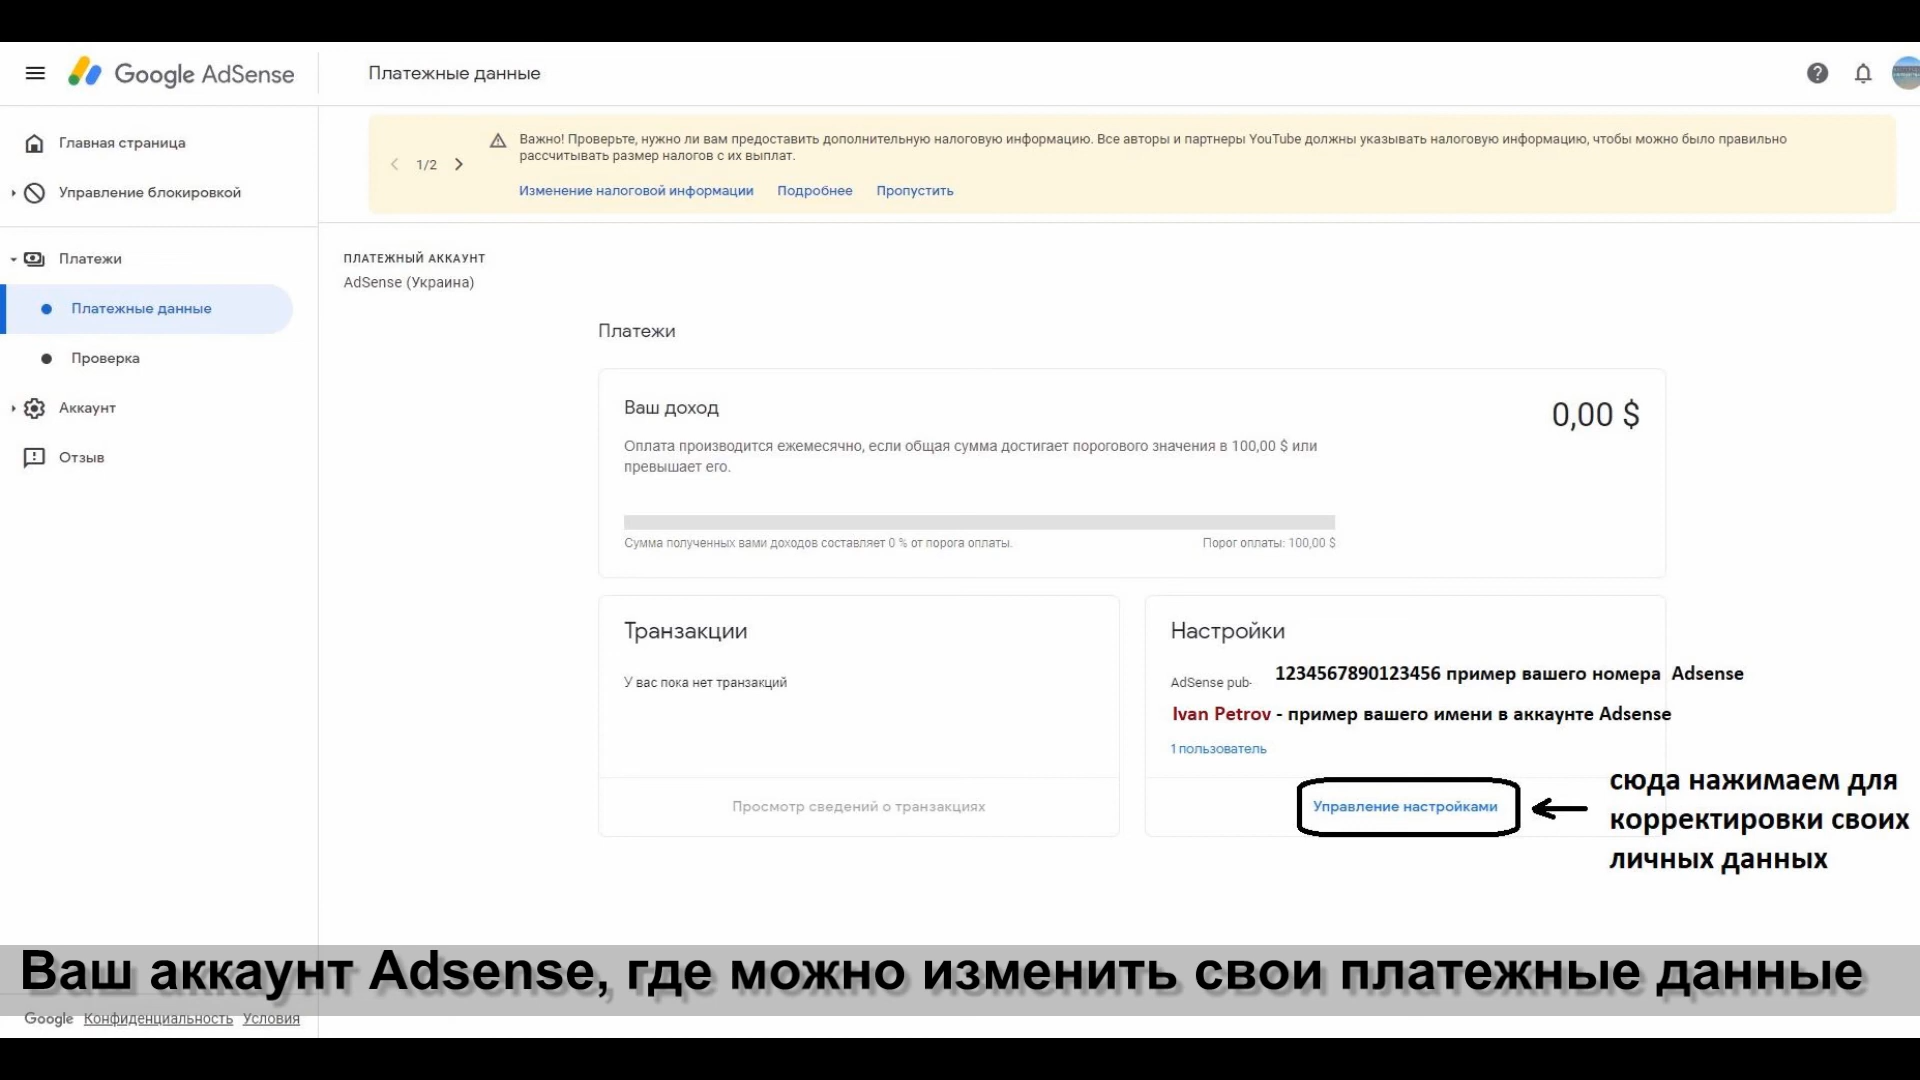 Google AdSense
Платежные данные
Главная страница
Управление блокировкой
Платежи
Платежные данные
Проверка
Аккаунт
Отзыв
1/2
Важно! Проверьте, нужно ли вам предоставить дополнительную налоговую информацию. Все авторы и партнеры YouTube должны указывать налоговую информацию, чтобы можно было правильно
рассчитывать размер налогов с их выплат.
Изменение налоговой информации Подробнее Пропустить
ПЛАТЕЖНЫЙ АККАУНТ
AdSense (Украина)
Платежи
Ваш доход
0,00 $
Оплата производится ежемесячно, если общая сумма достигает порогового значения в 100,00 $ или
превышает его.
Сумма полученных вами доходов составляет 0 % от порога оплаты. Порог оплаты: 100,00 $
Транзакции
У вас пока нет транзакций
Просмотр сведений о транзакциях
Настройки
AdSense pub- 1234567890123456 пример вашего номера Adsense
Ivan Petrov - пример вашего имени в аккаунте Adsense
1 пользователь
Управление настройками
сюда нажимаем для
корректировки своих
личных данных
Ваш аккаунт Adsense, где можно изменить свои платежные данные
Google Конфиденциальность Условия